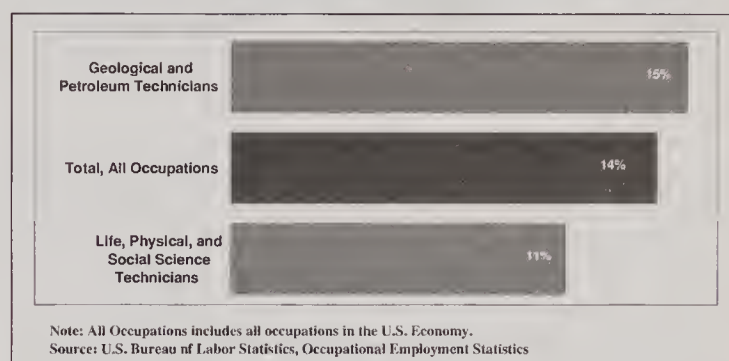 Geological and
Petroleum Technicians
15%
Total, All Occupations
14%
Life, Physical, and
Social Science
Technicians
11%
Note: All Occupations includes all occupations in the U.S. Economy.
Source: U.S. Bureau nf Labor Statistics, Occupational Employment Statistics